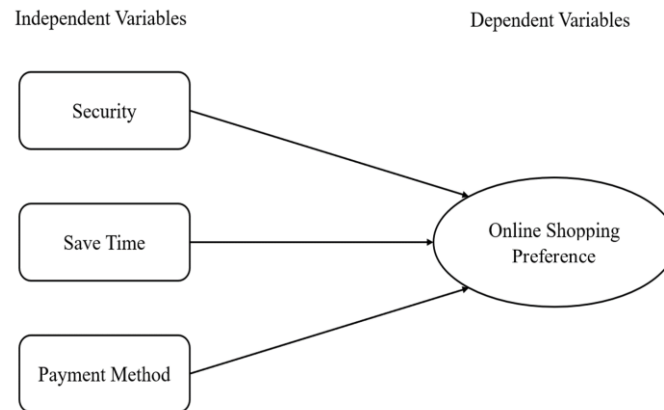 Independent Variables
Dependent Variables
Security
Save Time
Online Shopping
Preference
Payment Method